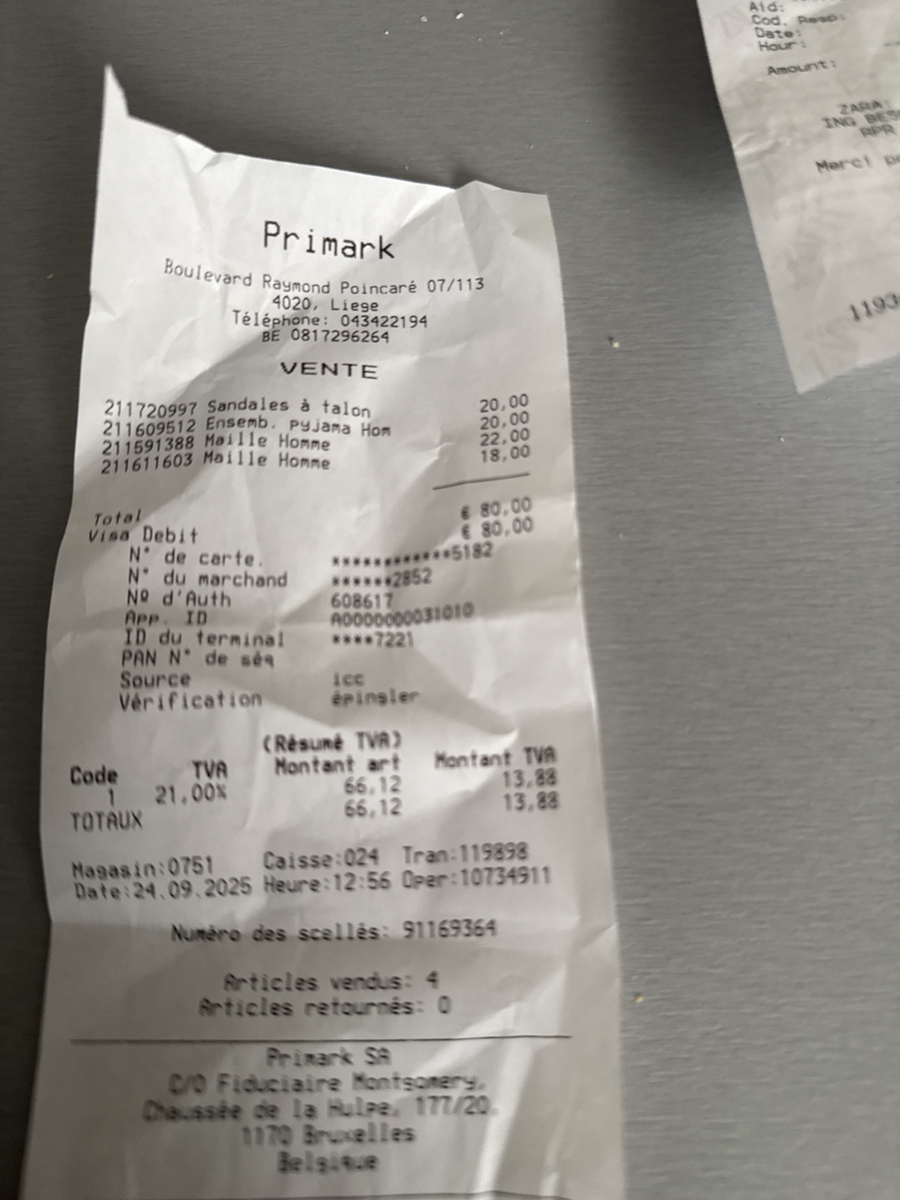 Primark
Boulevard Raymond Poincaré 07/113
4020, Liege
Téléphone: 043422194
BE 0817296264
VENTE
211720997 Sandales à talon 20,00
211609512 Ensemb. pyjama Hom 20,00
211591388 Maille Homme 22,00
211611603 Maille Homme 18,00
Total € 80,00
Visa Debit € 80,00
N° de carte. ************5182
N° du marchand ******2852
Nº d'Auth 608617
App. ID A0000000031010
ID du terminal ****7221
PAN N° de séq
Source icc
Vérification épingler
(Résumé TVA)
Code TVA Montant art Montant TVA
1 21,00% 66,12 13,88
TOTAUX 66,12 13,88
Magasin:0751 Caisse:024 Tran:119898
Date:24.09.2025 Heure:12:56 Oper:10734911
Numéro des scellés: 91169364
Articles vendus: 4
Articles retournés: 0
Primark SA
C/O Fiduciaire Montgomery,
Chaussée de la Hulpe, 177/20,
1170 Bruxelles
Belgique
Aid:
Cod. Resp:
Date:
Hour:
Amount:
ZARA
ING
RPR
Merci
1193